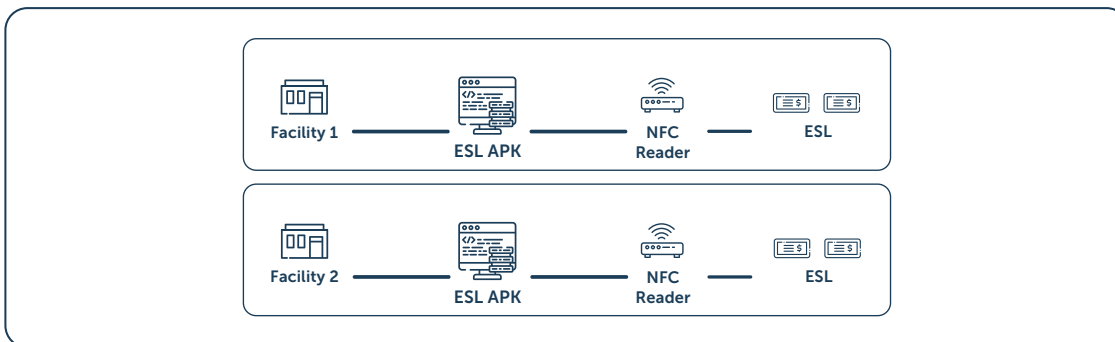 Facility 1
ESL APK
NFC
Reader
ESL
Facility 2
ESL APK
NFC
Reader
ESL